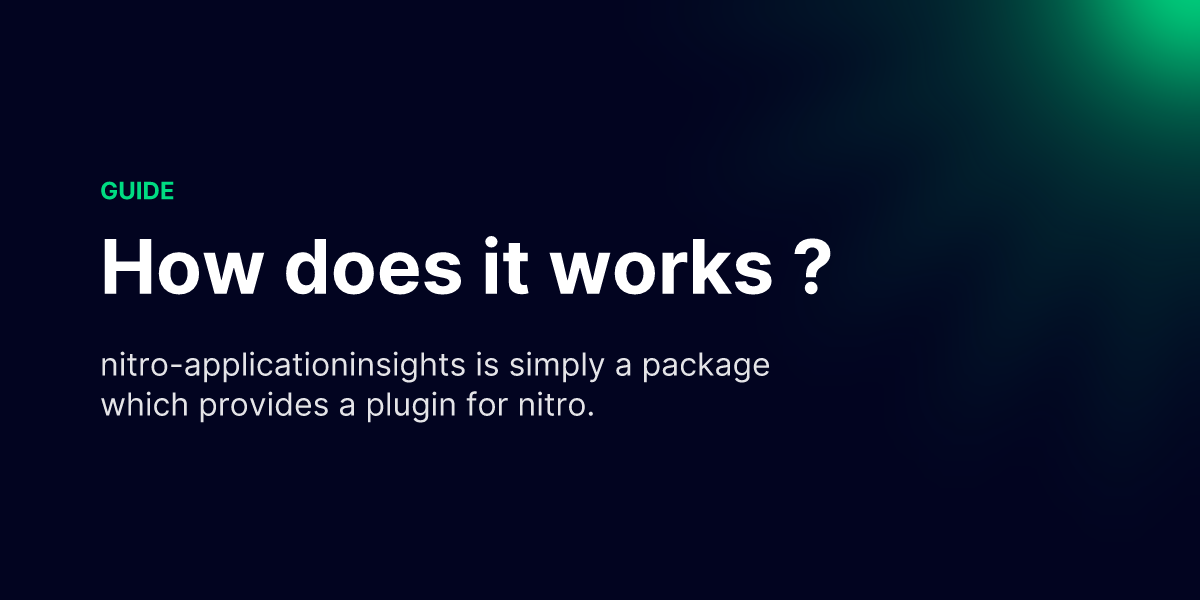 GUIDE
How does it works ?
nitro-applicationinsights is simply a package
which provides a plugin for nitro.